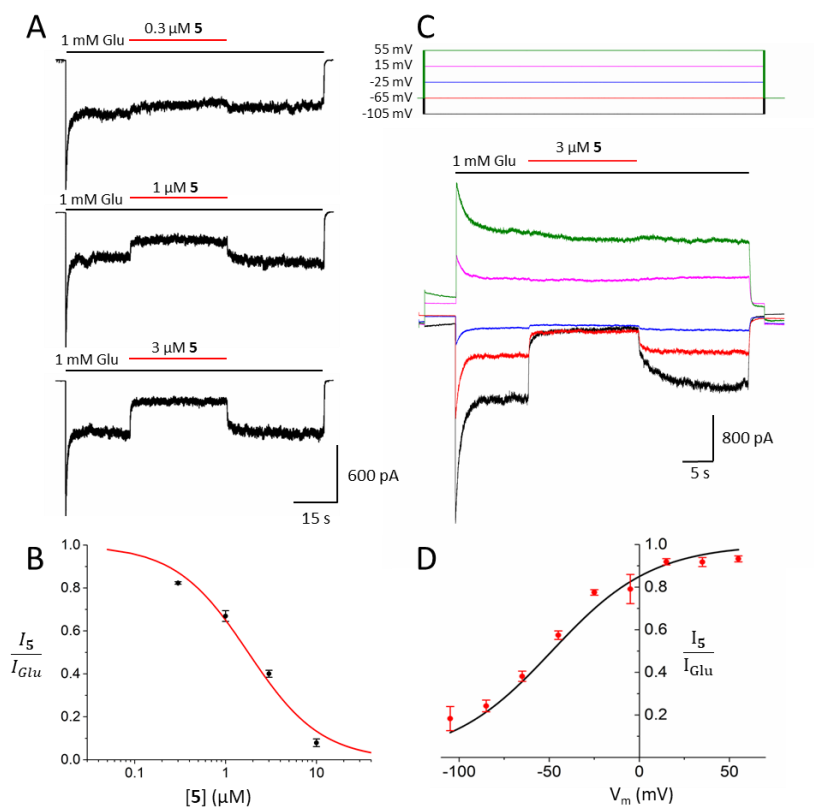 A
0.3 µM 5
1 mM Glu
1 µM 5
1 mM Glu
3 µM 5
1 mM Glu
600 pA
15 s
C
55 mV
15 mV
-25 mV
-65 mV
-105 mV
3 µM 5
1 mM Glu
800 pA
5 s
B
1.0
0.8
0.6
0.4
0.2
0.0
I5
IGlu
0.1
1
10
[5] (µM)
D
1.0
0.8
0.6
0.4
0.2
I5
IGlu
-100
-50
0
50
Vm (mV)